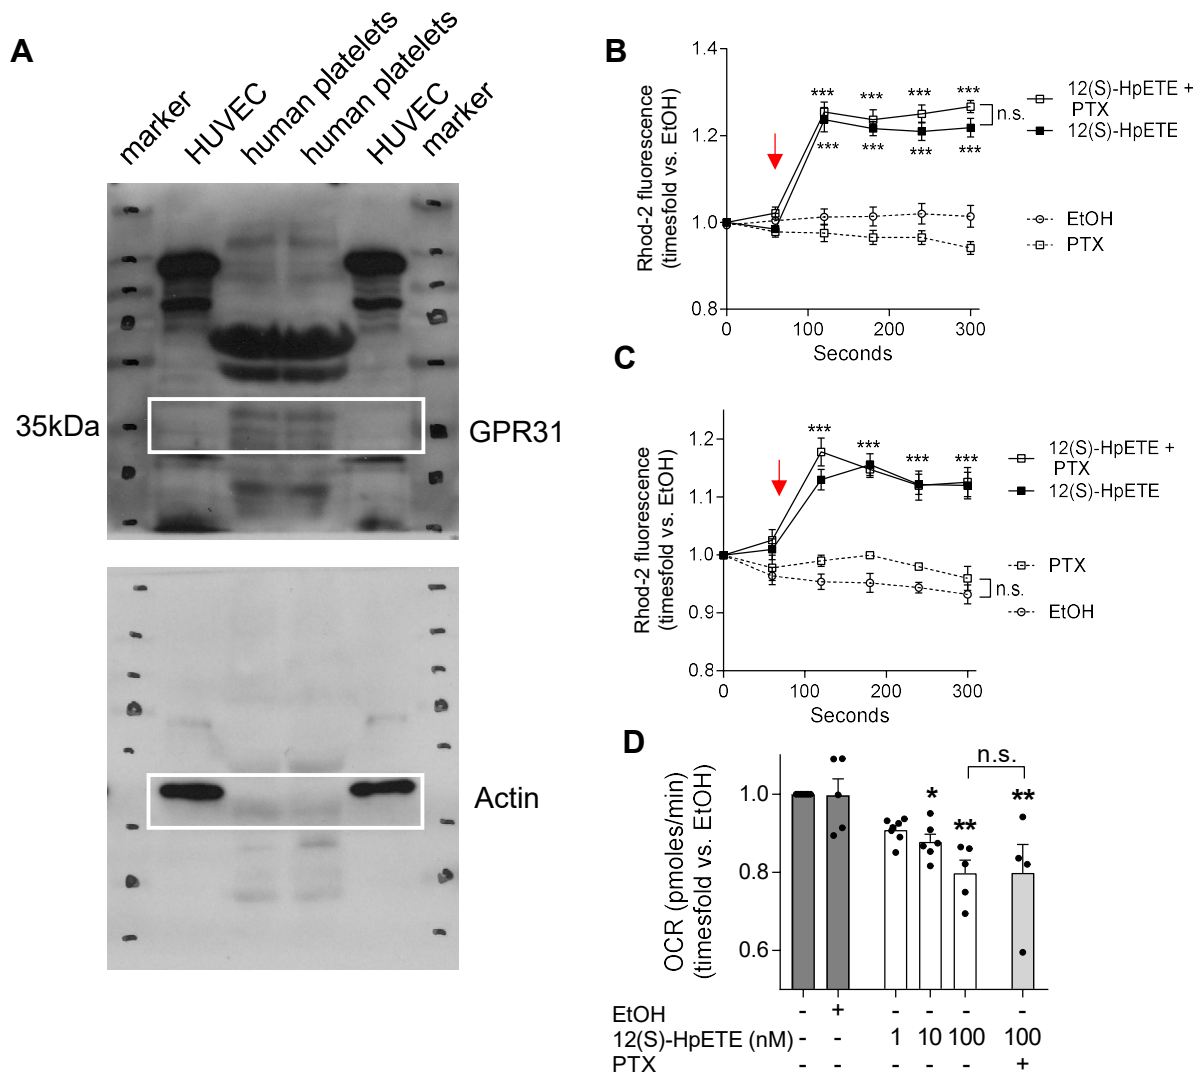 A
marker
HUVEC
human platelets
human platelets
HUVEC
marker
35kDa
GPR31
Actin
B
Rhod-2 fluorescence
(timesfold vs. EtOH)
1.4
1.2
1.0
0.8
*** *** *** ***
*** *** *** ***
n.s.
12(S)-HpETE +
PTX
12(S)-HpETE
EtOH
PTX
0 100 200 300
Seconds
C
Rhod-2 fluorescence
(timesfold vs. EtOH)
1.2
1.1
1.0
0.9
0.8
*** *** *** ***
12(S)-HpETE +
PTX
12(S)-HpETE
PTX
n.s.
EtOH
0 100 200 300
Seconds
D
OCR (pmoles/min)
(timesfold vs. EtOH)
1.0
0.8
0.6
n.s.
* ** **
EtOH - + - - - -
12(S)-HpETE (nM) - - 1 10 100 100
PTX - - - - - +